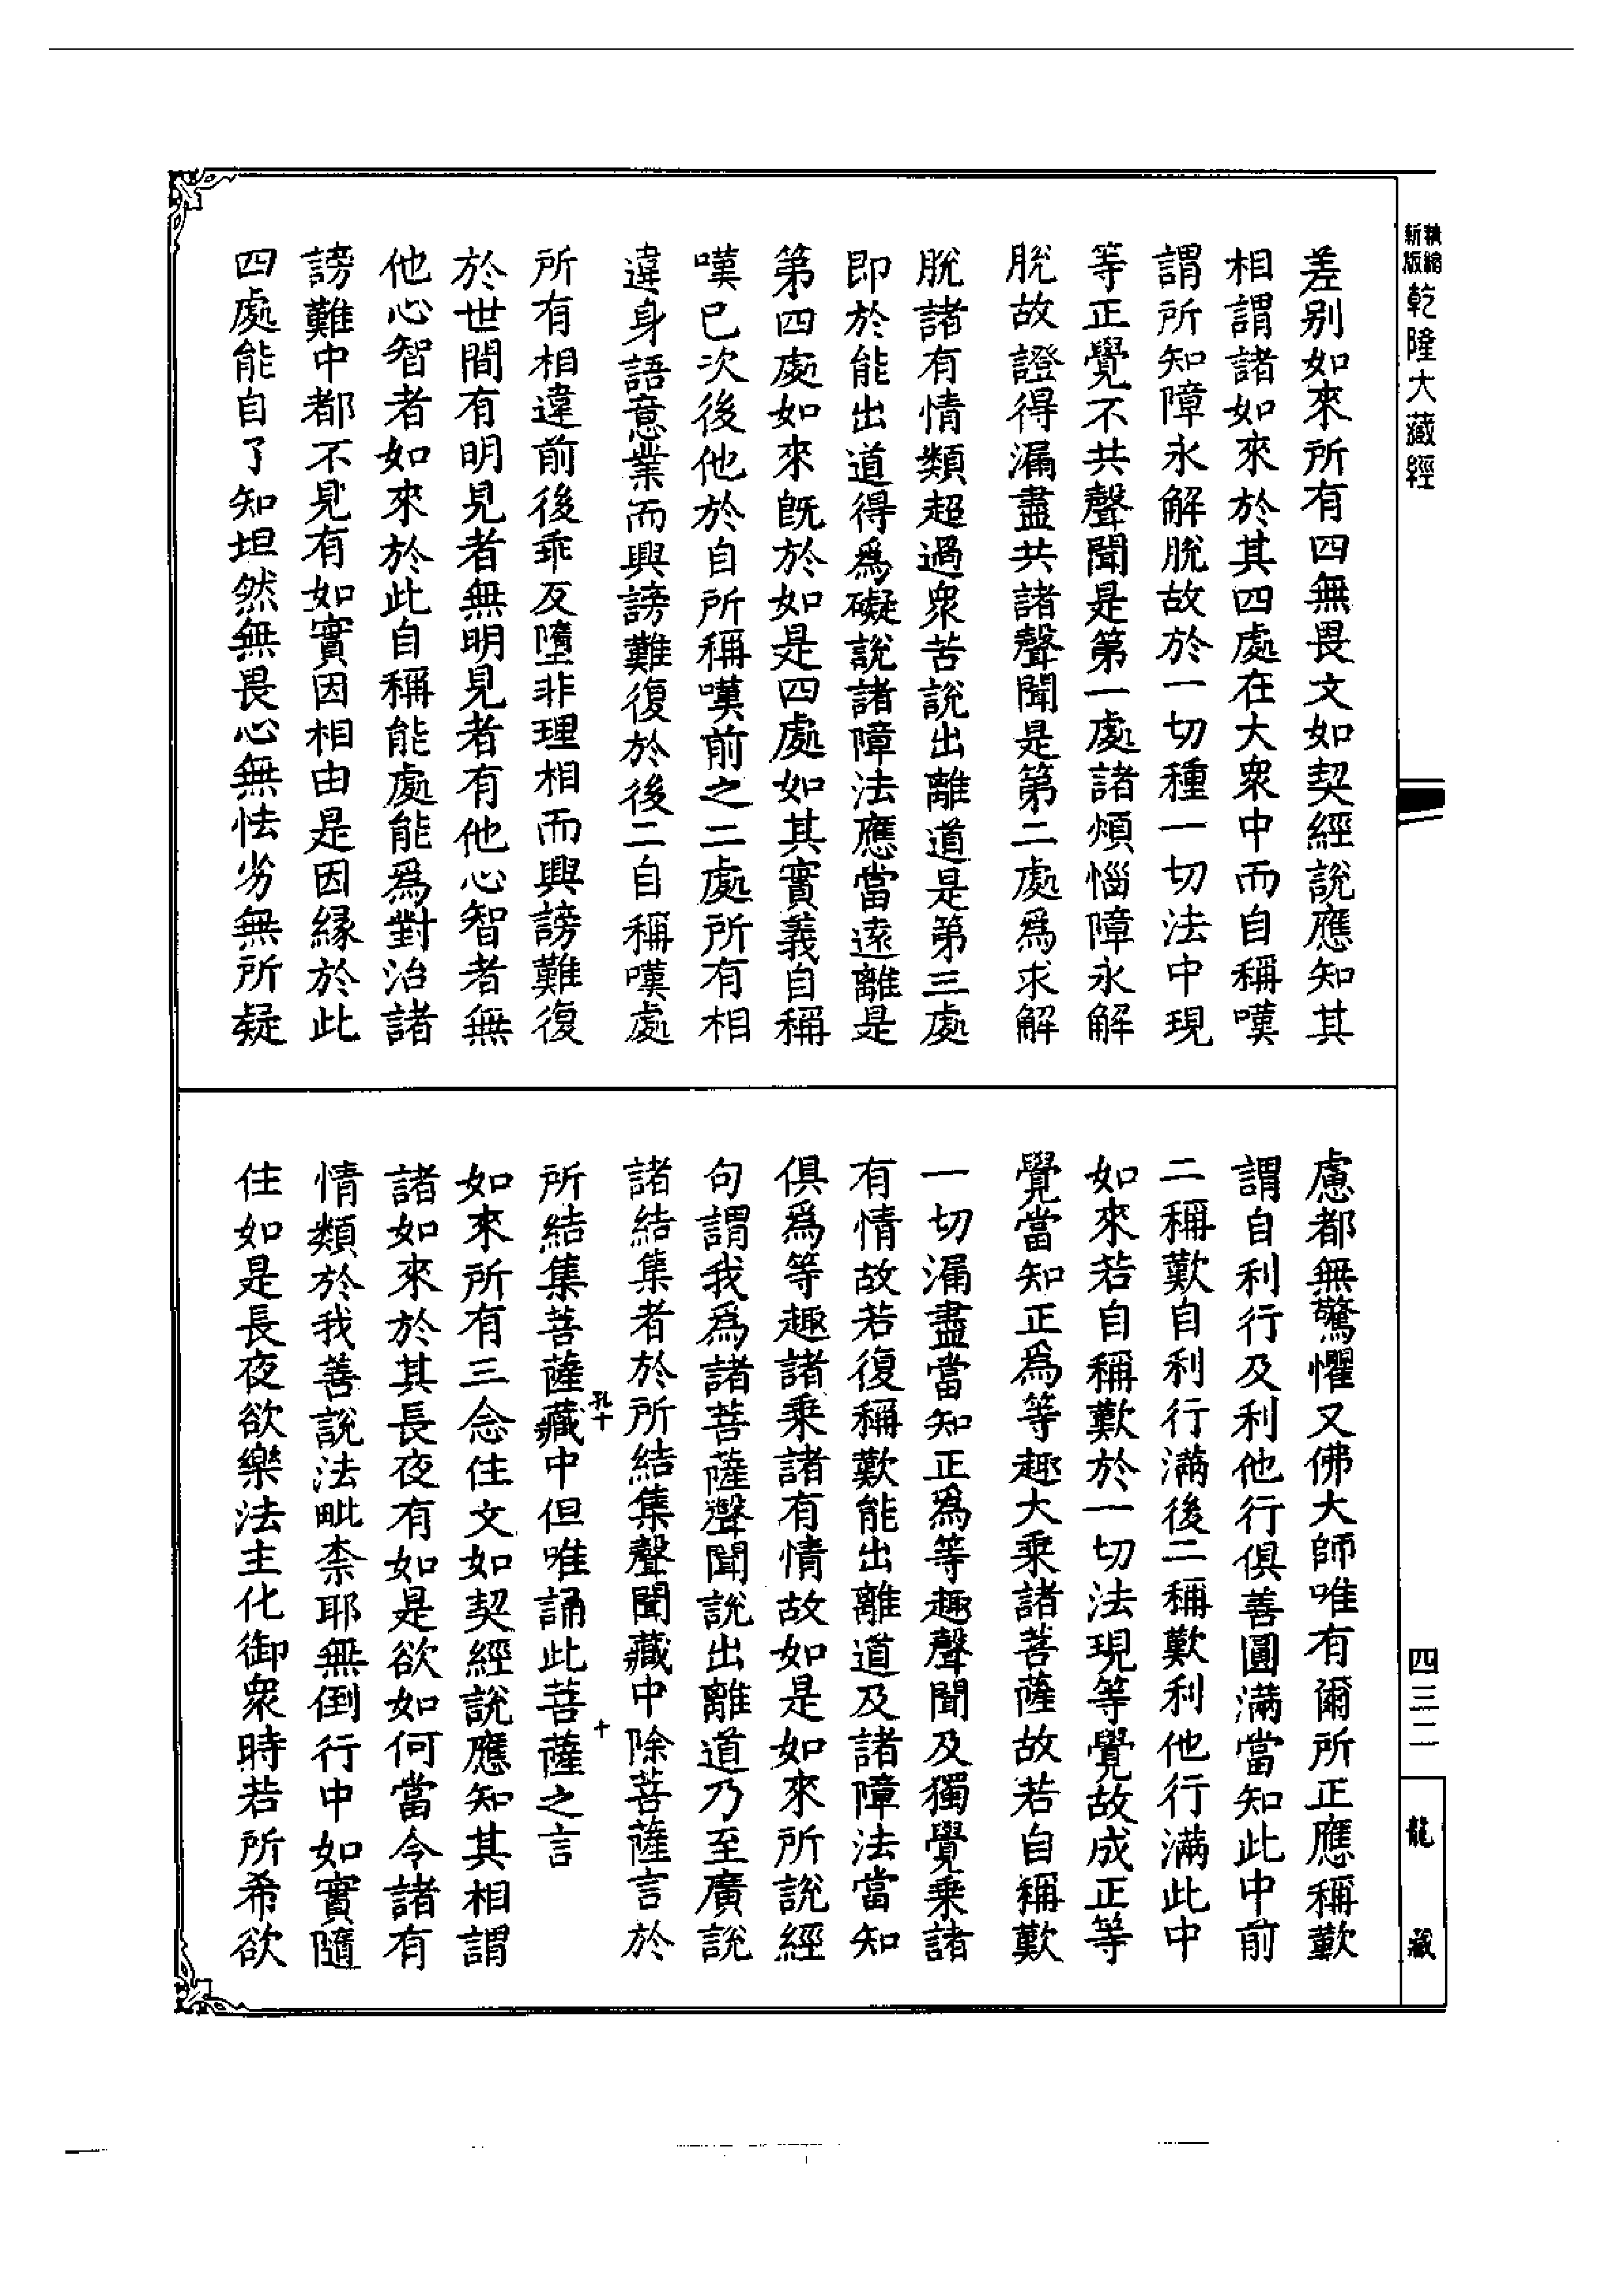 精縮新版乾隆大藏經
差别如來所有四無畏文如契經說應知其
相謂諸如來於其四處在大衆中而自稱嘆
謂所知障永解脫故於一切種一切法中現
等正覺不共聲聞是第一處諸煩惱障永解
脫故證得漏盡共諸聲聞是第二處爲求解
脫諸有情類超過衆苦說出離道是第三處
即於能出道得爲礙說諸障法應當遠離是
第四處如來旣於如是四處如其實義自稱
嘆已次後他於自所稱嘆前之二處所有相
違身語意業而興謗難復於後二自稱嘆處
所有相違前後乖反墮非理相而興謗難復
於世間有明見者無明見者有他心智者無
他心智者如來於此自稱能處能爲對治諸
謗難中都不見有如實因相由是因緣於此
四處能自了知坦然無畏心無怯劣無所疑
慮都無驚懼又佛大師唯有爾所正應稱歎
謂自利行及利他行俱善圓滿當知此中前
二稱歎自利行滿後二稱歎利他行滿此中
如來若自稱歎於一切法現等覺故成正等
覺當知正爲等趣大乘諸菩薩故若自稱歎
一切漏盡當知正爲等趣聲聞及獨覺乘諸
有情故若復稱歎能出離道及諸障法當知
俱爲等趣諸乘諸有情故如是如來所說經
句謂我爲諸菩薩聲聞說出離道乃至廣說
諸結集者於所結集聲聞藏中除菩薩言於
所結集菩薩藏中但唯誦此菩薩之言
孔十
十
如來所有三念住文如契經說應知其相謂
諸如來於其長夜有如是欲如何當令諸有
情類於我善說法毗柰耶無倒行中如實隨
住如是長夜欲樂法主化御衆時若所希欲
四三二
龍藏